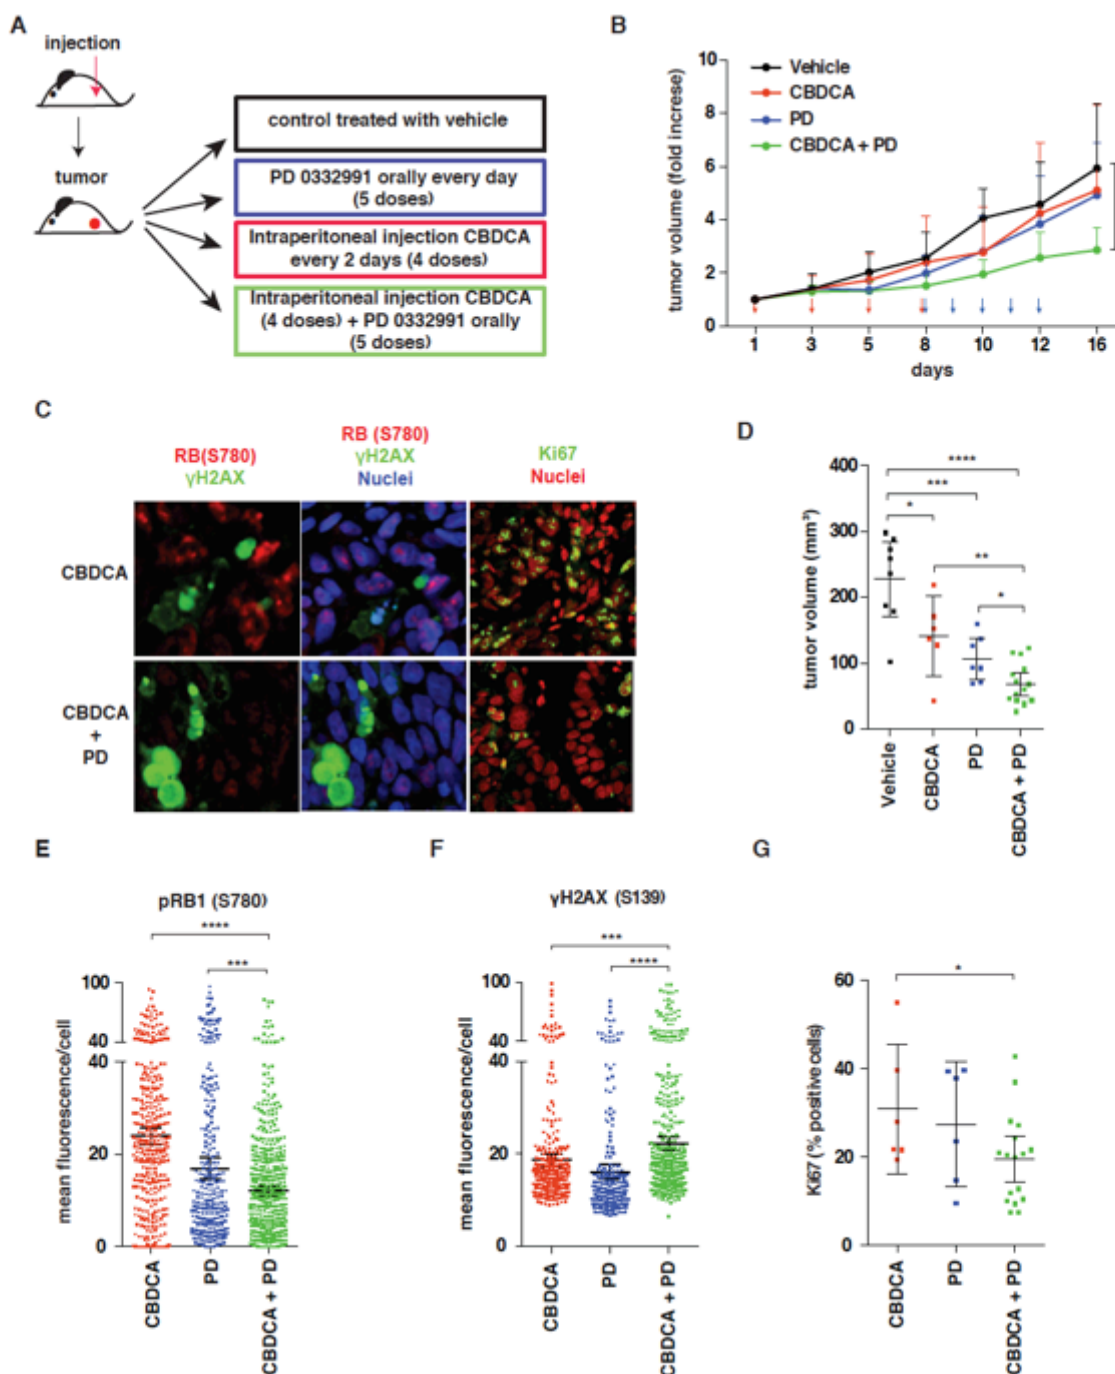 A
injection
tumor
control treated with vehicle
PD 0332991 orally every day
(5 doses)
Intraperitoneal injection CBDCA
every 2 days (4 doses)
Intraperitoneal injection CBDCA
(4 doses) + PD 0332991 orally
(5 doses)
B
Vehicle
CBDCA
PD
CBDCA + PD
tumor volume (fold increse)
10
8
6
4
2
0
1 3 5 8 10 12 16
days
C
RB(S780)
γH2AX
RB (S780)
γH2AX
Nuclei
Ki67
Nuclei
CBDCA
CBDCA
+
PD
D
tumor volume (mm³)
400
300
200
100
0
****
***
*
**
*
Vehicle
CBDCA
PD
CBDCA + PD
E
pRB1 (S780)
****
***
mean fluorescence/cell
100
40
40
20
0
CBDCA
PD
CBDCA + PD
F
γH2AX (S139)
***
****
mean fluorescence/cell
100
40
40
20
0
CBDCA
PD
CBDCA + PD
G
*
Ki67 (% positive cells)
60
40
20
0
CBDCA
PD
CBDCA + PD